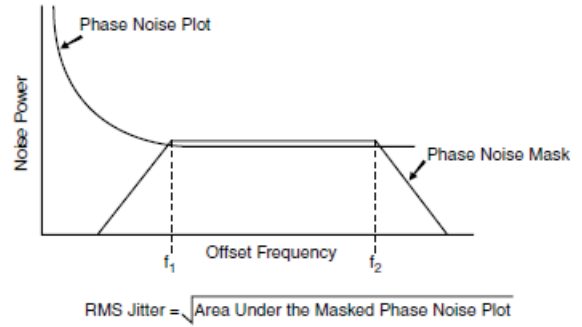 Phase Noise Plot
Noise Power
Phase Noise Mask
Offset Frequency
f₁
f₂
RMS Jitter = √Area Under the Masked Phase Noise Plot